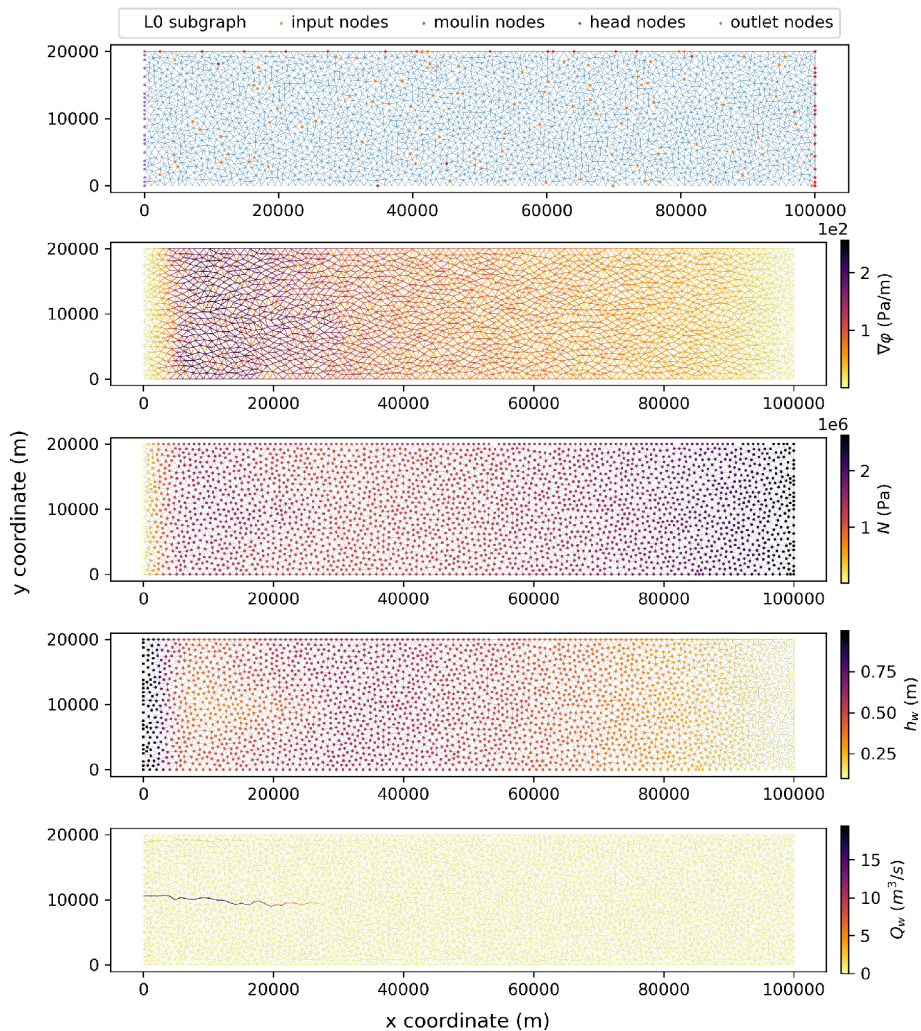 L0 subgraph input nodes moulin nodes head nodes outlet nodes
20000
10000
0
0 20000 40000 60000 80000 100000
1e2
20000
10000
0
0 20000 40000 60000 80000 100000
2
1
∇φ (Pa/m)
1e6
20000
10000
0
0 20000 40000 60000 80000 100000
2
1
N (Pa)
y coordinate (m)
20000
10000
0
0 20000 40000 60000 80000 100000
0.75
0.50
0.25
h_w (m)
20000
10000
0
0 20000 40000 60000 80000 100000
15
10
5
0
Q_w (m³/s)
x coordinate (m)